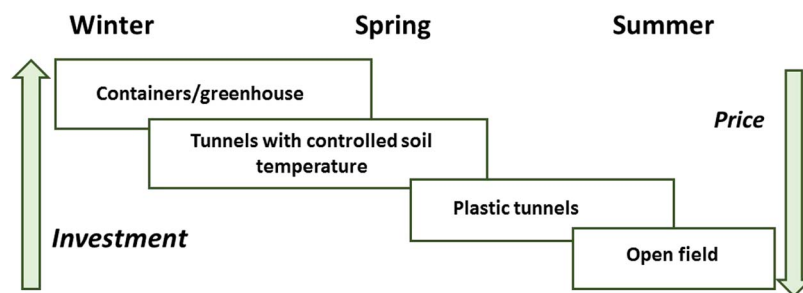 Winter
Spring
Summer
Containers/greenhouse
Price
Tunnels with controlled soil
temperature
Plastic tunnels
Investment
Open field